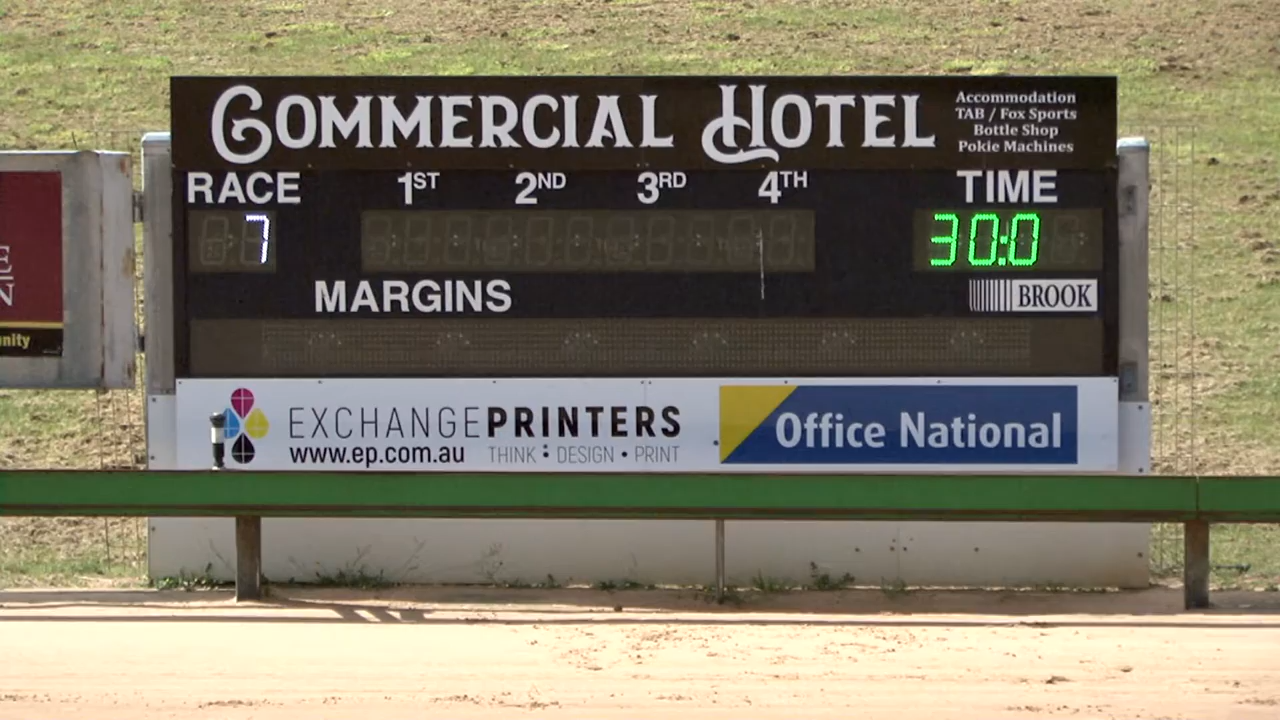 COMMERCIAL HOTEL
Accommodation
TAB / Fox Sports
Bottle Shop
Pokie Machines
RACE 1ST 2ND 3RD 4TH TIME
7 30:0
MARGINS
BROOK
E
N
nity
EXCHANGEPRINTERS
www.ep.com.au THINK : DESIGN • PRINT
Office National